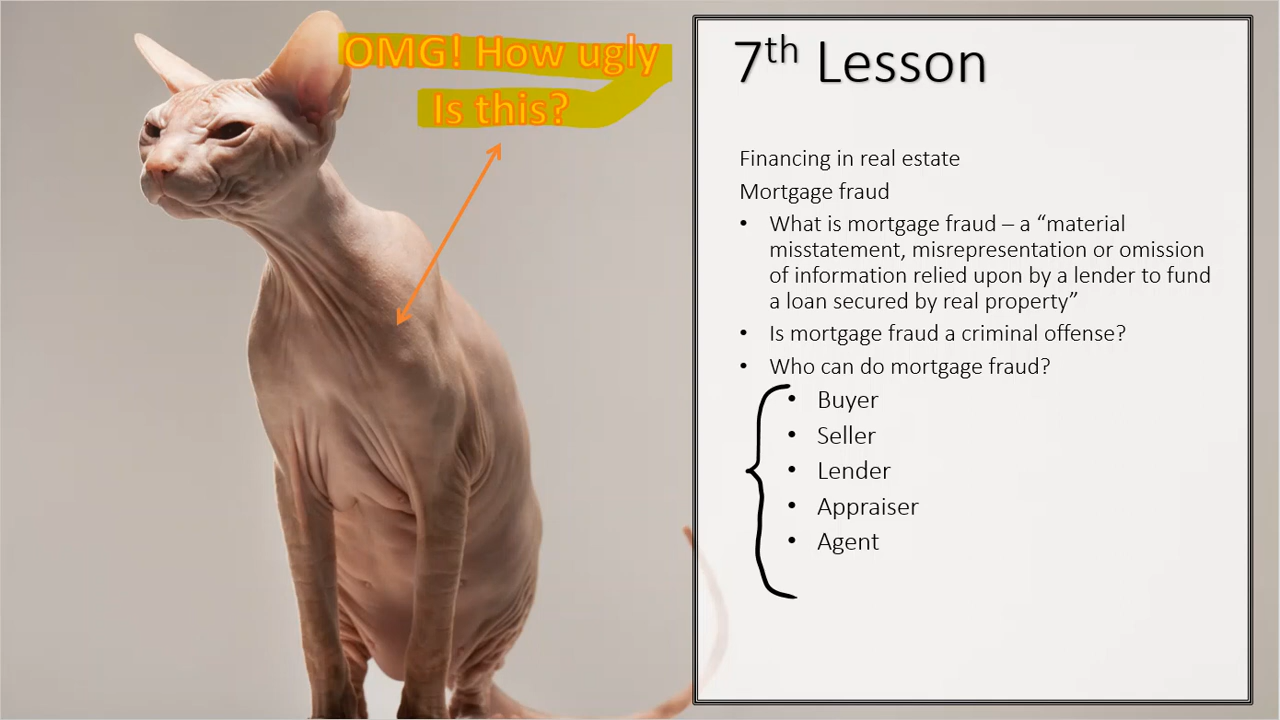 OMG! How ugly
Is this?
7th Lesson
Financing in real estate
Mortgage fraud
• What is mortgage fraud – a “material
misstatement, misrepresentation or omission
of information relied upon by a lender to fund
a loan secured by real property”
• Is mortgage fraud a criminal offense?
• Who can do mortgage fraud?
• Buyer
• Seller
• Lender
• Appraiser
• Agent